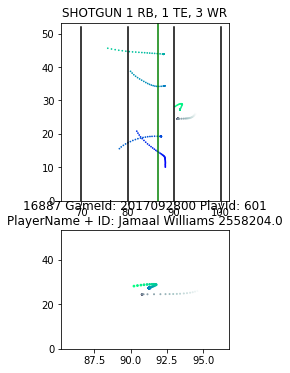 SHOTGUN 1 RB, 1 TE, 3 WR
50
40
30
20
10
0
70 80 90 100
16887 GameId: 2017092800 PlayId: 601
PlayerName + ID: Jamaal Williams 2558204.0
40
20
0
87.5 90.0 92.5 95.0